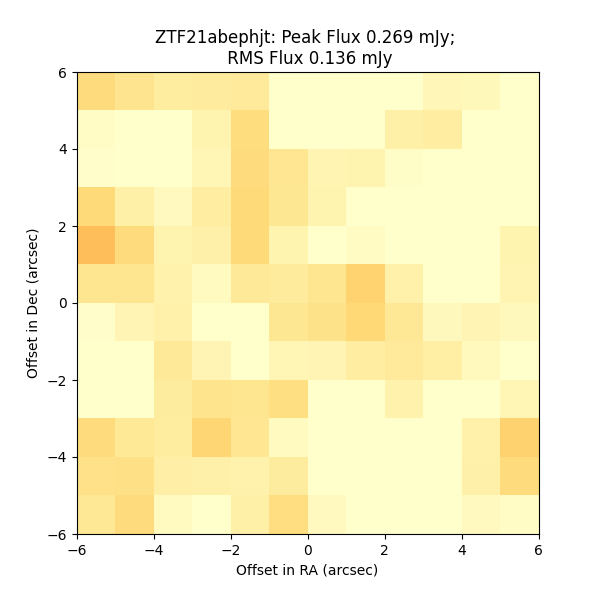 ZTF21abephjt: Peak Flux 0.269 mJy;
RMS Flux 0.136 mJy
6
4
2
0
−2
−4
−6
Offset in Dec (arcsec)
−6 −4 −2 0 2 4 6
Offset in RA (arcsec)